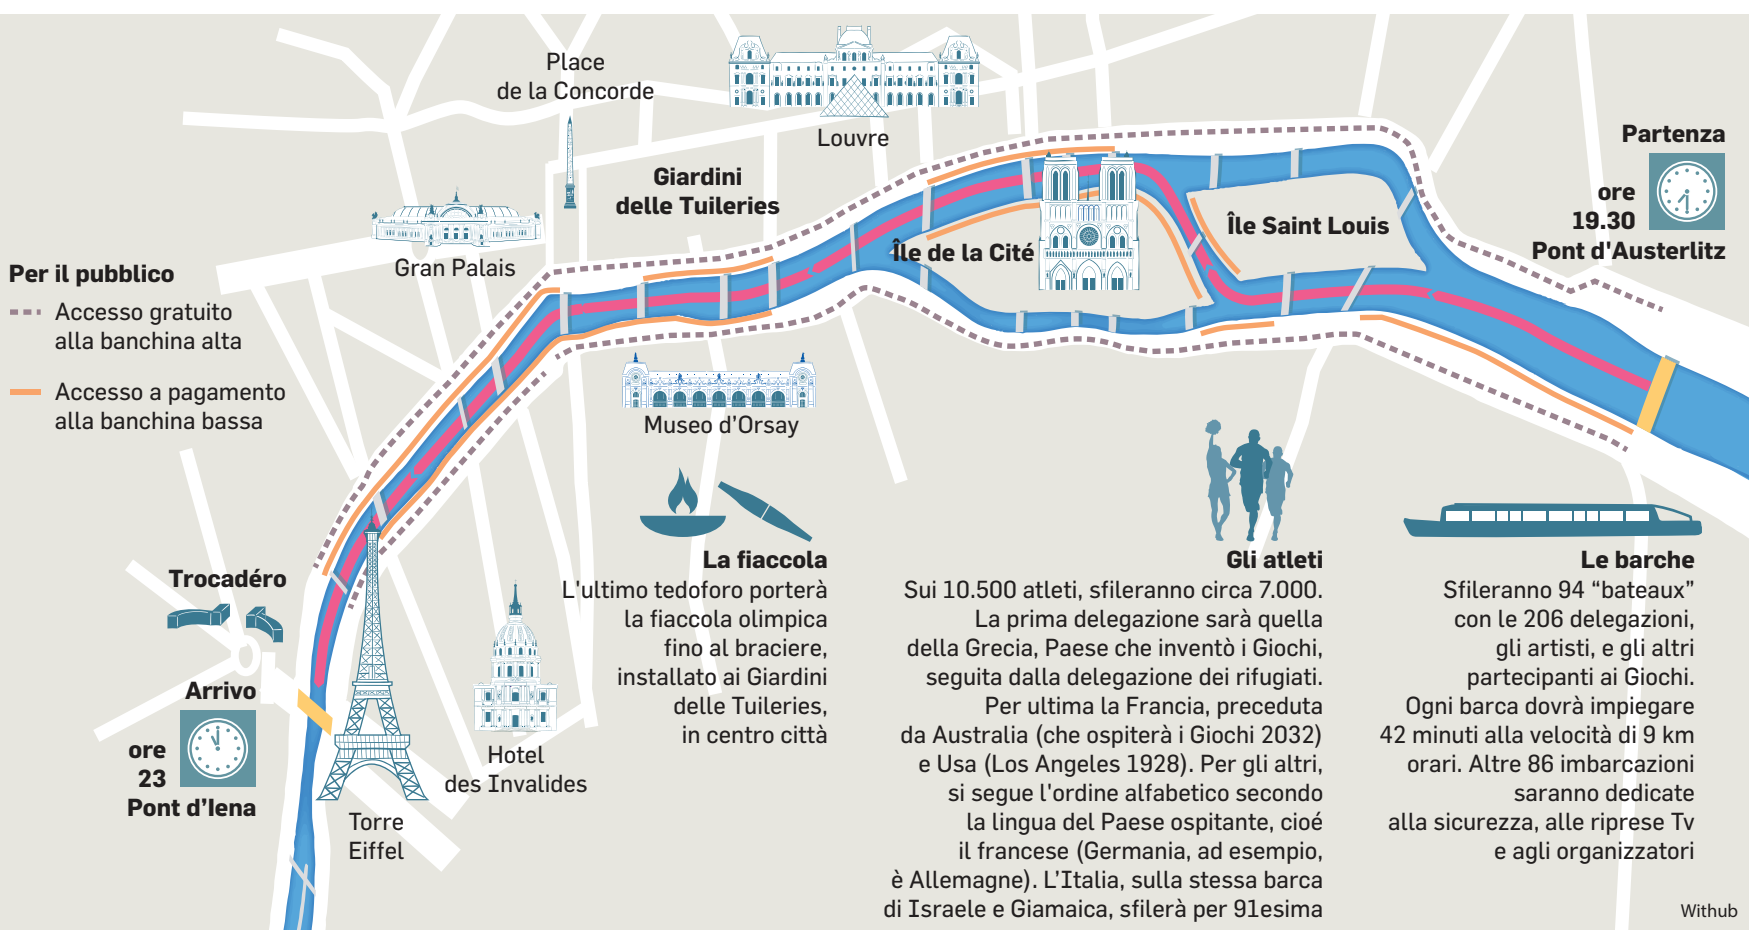 Place
de la Concorde
Louvre
Giardini
delle Tuileries
Gran Palais
Île de la Cité
Île Saint Louis
Partenza
ore
19.30
Pont d'Austerlitz
Per il pubblico
Accesso gratuito
alla banchina alta
Accesso a pagamento
alla banchina bassa
Museo d'Orsay
Trocadéro
Arrivo
ore
23
Pont d'Iena
Torre
Eiffel
Hotel
des Invalides
La fiaccola
L'ultimo tedoforo porterà
la fiaccola olimpica
fino al braciere,
installato ai Giardini
delle Tuileries,
in centro città
Gli atleti
Sui 10.500 atleti, sfileranno circa 7.000.
La prima delegazione sarà quella
della Grecia, Paese che inventò i Giochi,
seguita dalla delegazione dei rifugiati.
Per ultima la Francia, preceduta
da Australia (che ospiterà i Giochi 2032)
e Usa (Los Angeles 1928). Per gli altri,
si segue l'ordine alfabetico secondo
la lingua del Paese ospitante, cioé
il francese (Germania, ad esempio,
è Allemagne). L'Italia, sulla stessa barca
di Israele e Giamaica, sfilerà per 91esima
Le barche
Sfileranno 94 “bateaux”
con le 206 delegazioni,
gli artisti, e gli altri
partecipanti ai Giochi.
Ogni barca dovrà impiegare
42 minuti alla velocità di 9 km
orari. Altre 86 imbarcazioni
saranno dedicate
alla sicurezza, alle riprese Tv
e agli organizzatori
Withub